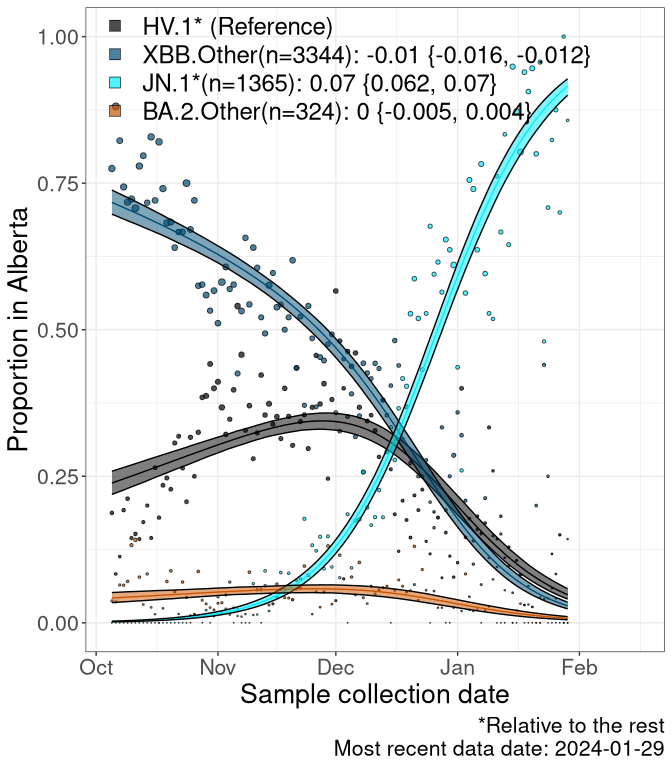 HV.1* (Reference)
XBB.Other(n=3344): -0.01 {-0.016, -0.012}
JN.1*(n=1365): 0.07 {0.062, 0.07}
BA.2.Other(n=324): 0 {-0.005, 0.004}
1.00
0.75
0.50
0.25
0.00
Proportion in Alberta
Oct Nov Dec Jan Feb
Sample collection date
*Relative to the rest
Most recent data date: 2024-01-29